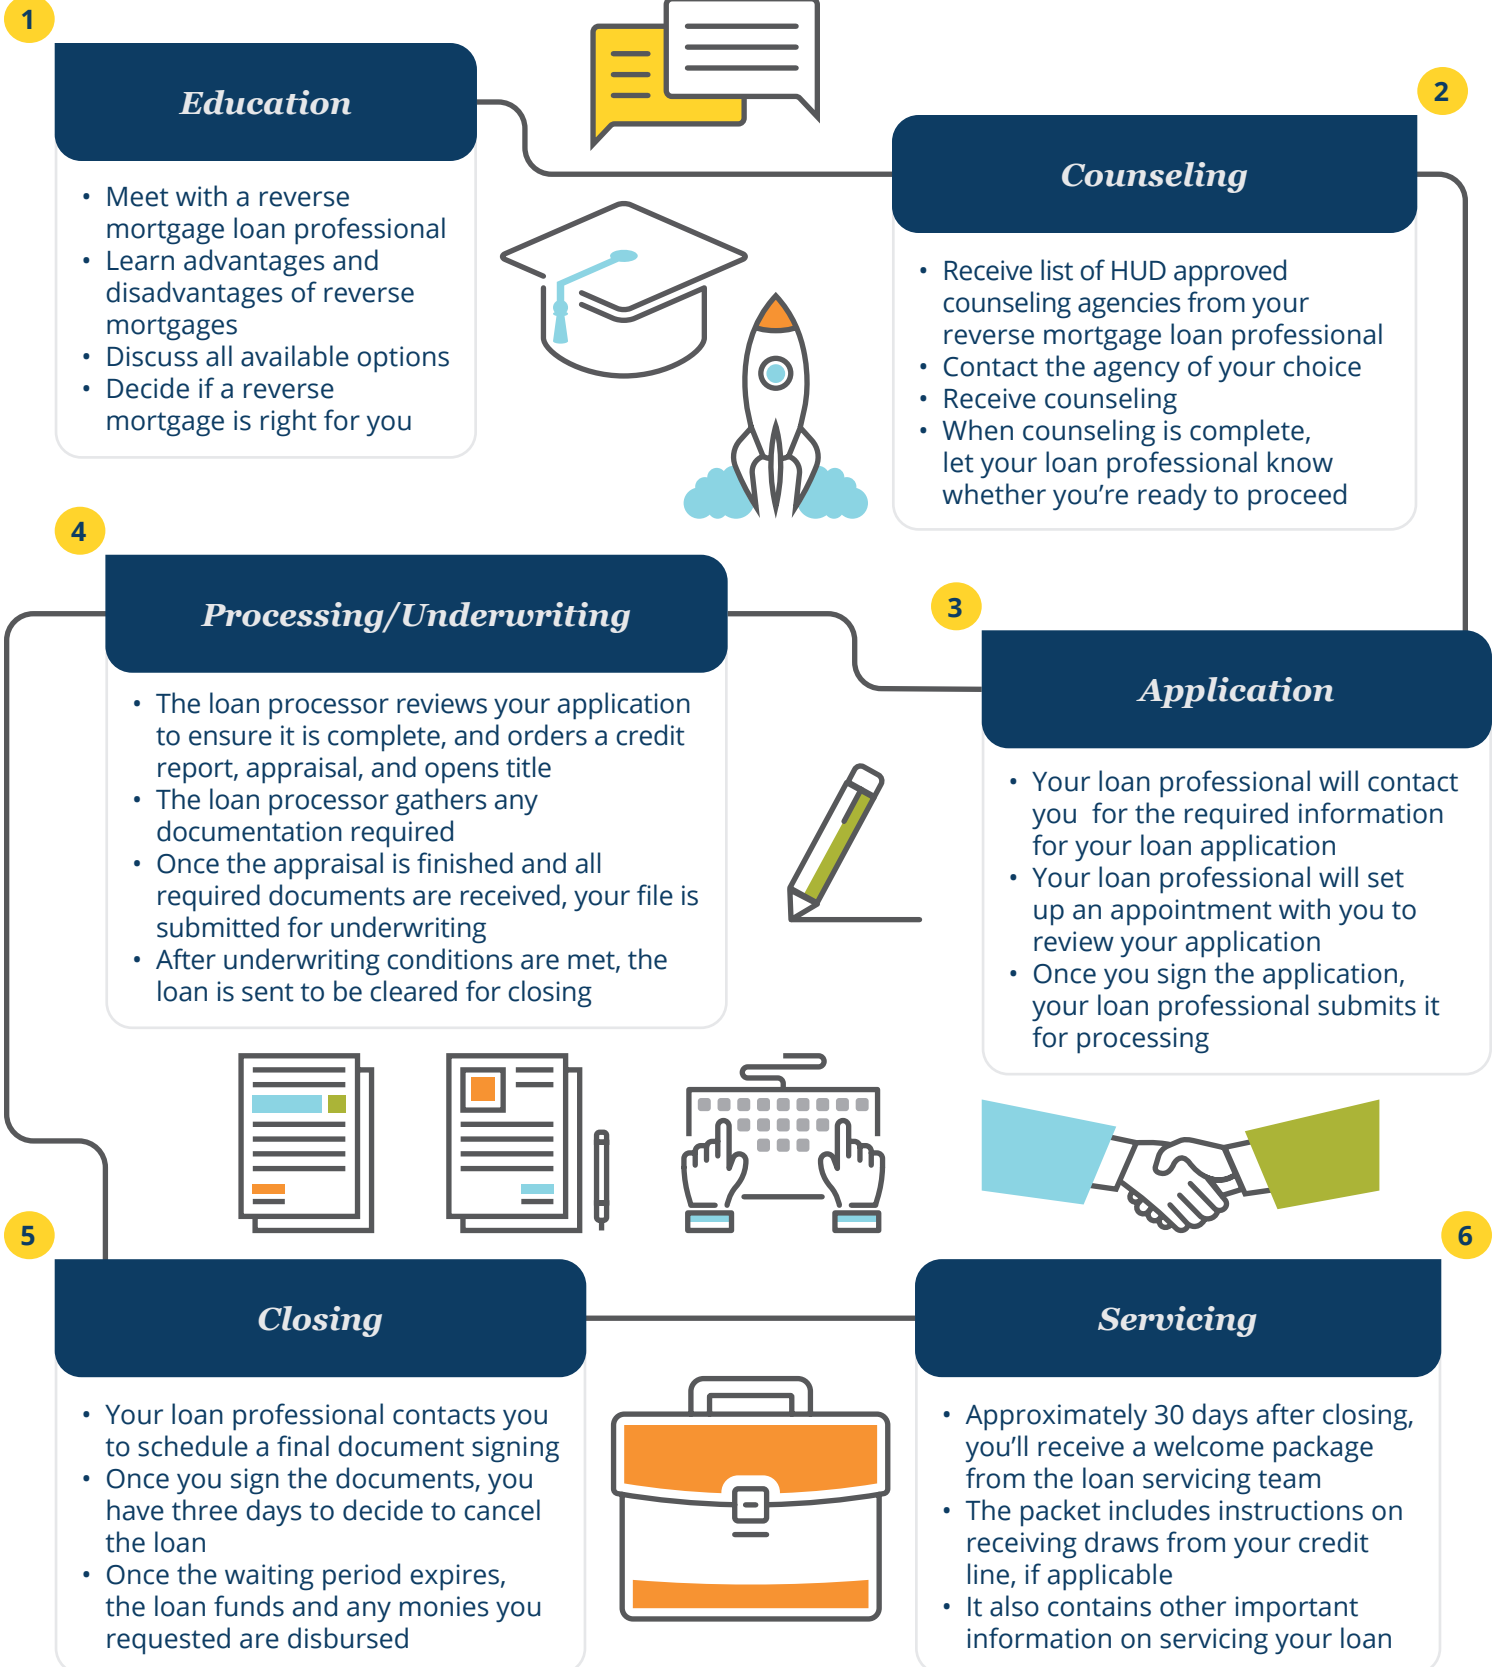 1
Education
• Meet with a reverse
mortgage loan professional
• Learn advantages and
disadvantages of reverse
mortgages
• Discuss all available options
• Decide if a reverse
mortgage is right for you
2
Counseling
• Receive list of HUD approved
counseling agencies from your
reverse mortgage loan professional
• Contact the agency of your choice
• Receive counseling
• When counseling is complete,
let your loan professional know
whether you’re ready to proceed
3
Application
• Your loan professional will contact
you  for the required information
for your loan application
• Your loan professional will set
up an appointment with you to
review your application
• Once you sign the application,
your loan professional submits it
for processing
4
Processing/Underwriting
• The loan processor reviews your application
to ensure it is complete, and orders a credit
report, appraisal, and opens title
• The loan processor gathers any
documentation required
• Once the appraisal is finished and all
required documents are received, your file is
submitted for underwriting
• After underwriting conditions are met, the
loan is sent to be cleared for closing
5
Closing
• Your loan professional contacts you
to schedule a final document signing
• Once you sign the documents, you
have three days to decide to cancel
the loan
• Once the waiting period expires,
the loan funds and any monies you
requested are disbursed
6
Servicing
• Approximately 30 days after closing,
you’ll receive a welcome package
from the loan servicing team
• The packet includes instructions on
receiving draws from your credit
line, if applicable
• It also contains other important
information on servicing your loan